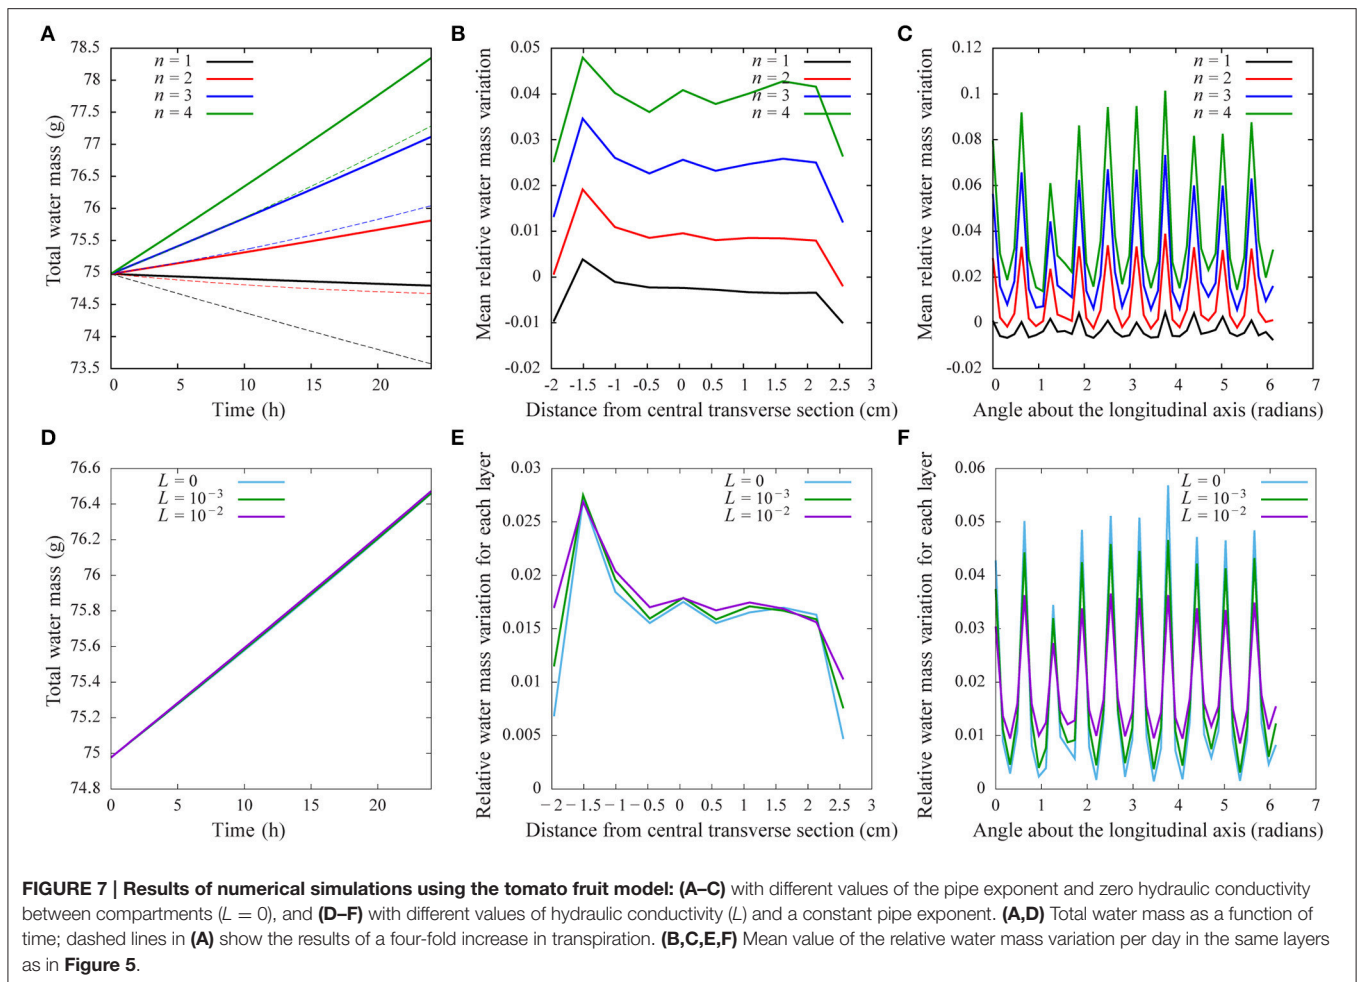 A
Total water mass (g)
78.5
78
77.5
77
76.5
76
75.5
75
74.5
74
73.5
n = 1
n = 2
n = 3
n = 4
0 5 10 15 20
Time (h)
B
Mean relative water mass variation
0.05
0.04
0.03
0.02
0.01
0
-0.01
-0.02
n = 1
n = 2
n = 3
n = 4
-2 -1.5 -1 -0.5 0 0.5 1 1.5 2 2.5 3
Distance from central transverse section (cm)
C
Mean relative water mass variation
0.12
0.1
0.08
0.06
0.04
0.02
0
-0.02
n = 1
n = 2
n = 3
n = 4
0 1 2 3 4 5 6 7
Angle about the longitudinal axis (radians)
D
Total water mass (g)
76.6
76.4
76.2
76
75.8
75.6
75.4
75.2
75
74.8
L = 0
L = 10⁻³
L = 10⁻²
0 5 10 15 20
Time (h)
E
Relative water mass variation for each layer
0.03
0.025
0.02
0.015
0.01
0.005
0
L = 0
L = 10⁻³
L = 10⁻²
−2 −1.5 −1 −0.5 0 0.5 1 1.5 2 2.5 3
Distance from central transverse section (cm)
F
Relative water mass variation for each layer
0.06
0.05
0.04
0.03
0.02
0.01
0
L = 0
L = 10⁻³
L = 10⁻²
0 1 2 3 4 5 6 7
Angle about the longitudinal axis (radians)
FIGURE 7 | Results of numerical simulations using the tomato fruit model: (A–C) with different values of the pipe exponent and zero hydraulic conductivity
between compartments (L = 0), and (D–F) with different values of hydraulic conductivity (L) and a constant pipe exponent. (A,D) Total water mass as a function of
time; dashed lines in (A) show the results of a four-fold increase in transpiration. (B,C,E,F) Mean value of the relative water mass variation per day in the same layers
as in Figure 5.